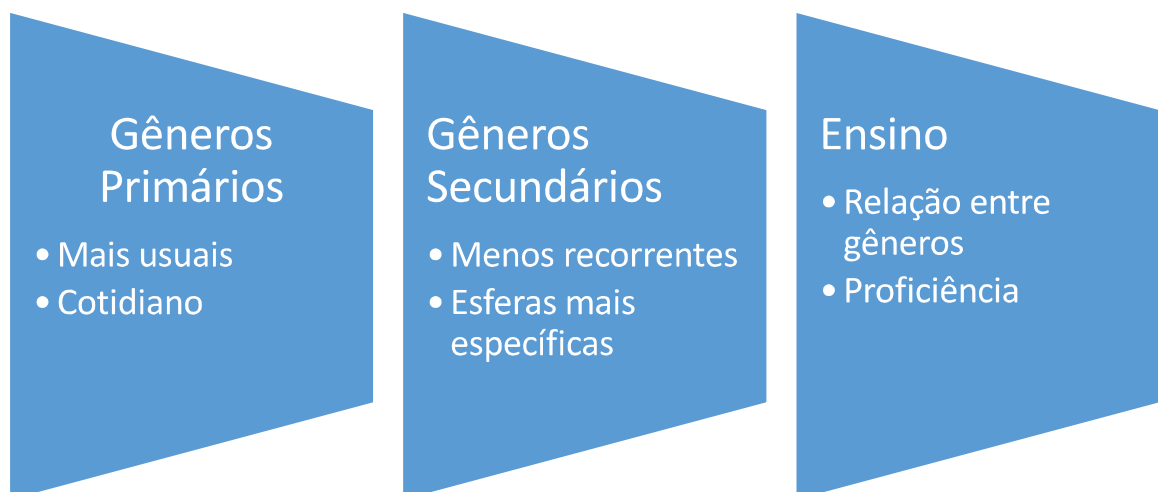 Gêneros
Primários
• Mais usuais
• Cotidiano
Gêneros
Secundários
• Menos recorrentes
• Esferas mais
específicas
Ensino
• Relação entre
gêneros
• Proficiência